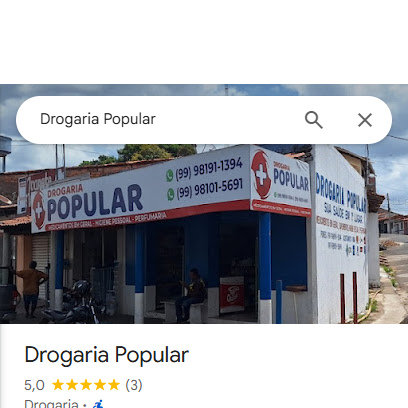 Drogaria Popular
DROGARIA
POPULAR
MEDICAMENTOS EM GERAL - HIGIENE PESSOAL - PERFUMARIA
(99) 98191-1394
(99) 98101-5691
DROGARIA
POPULAR
DROGARIA POPULAR
SUA SAÚDE EM 1º LUGAR
Drogaria Popular
5,0 ★★★★★ (3)
Drogaria ·